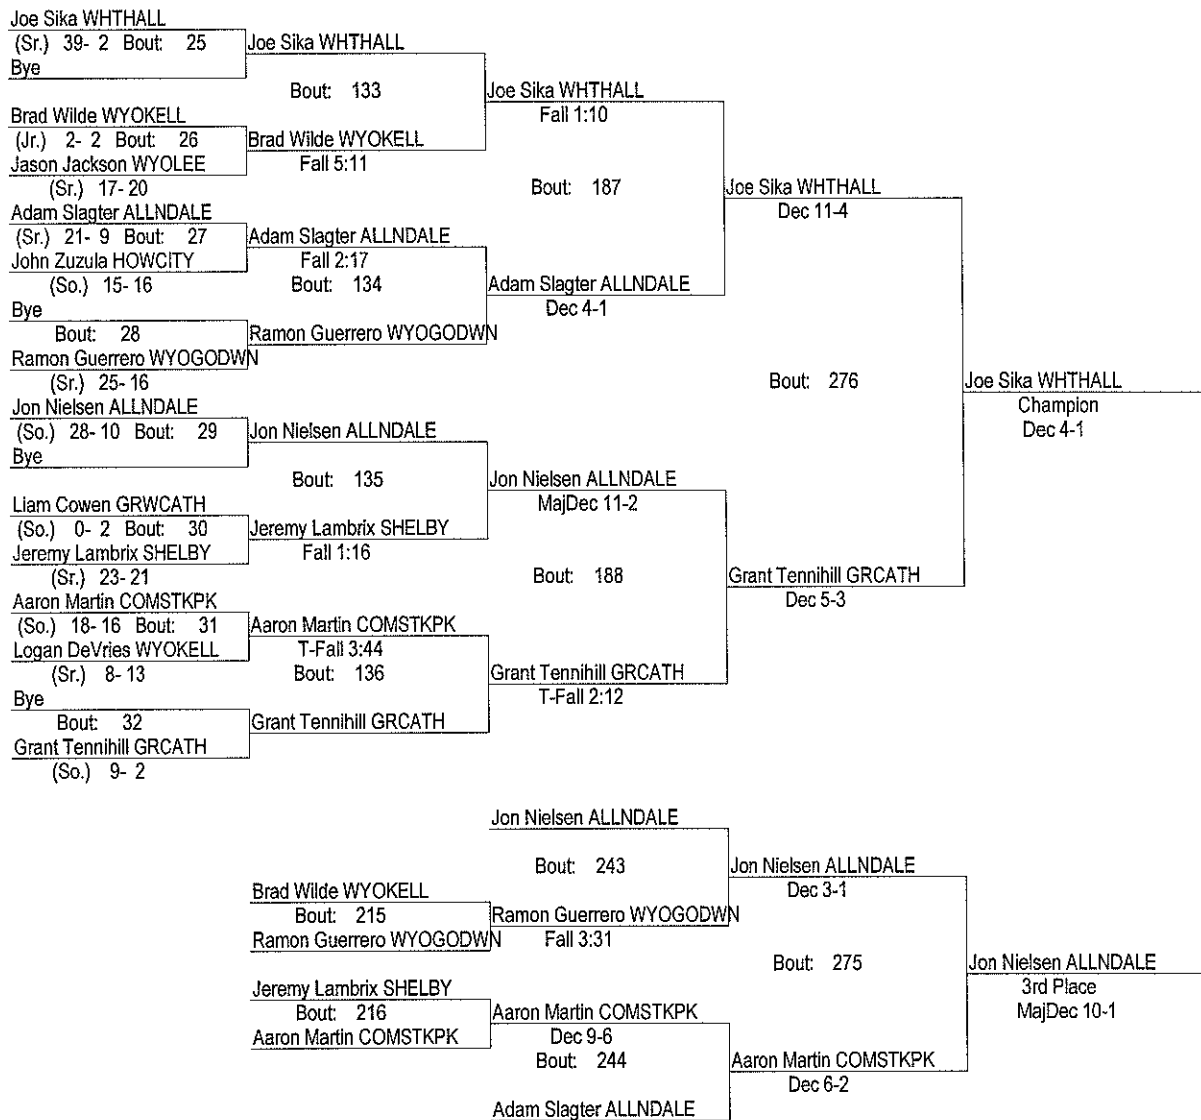 Joe Sika WHTHALL
(Sr.) 39- 2 Bout: 25
Bye
Joe Sika WHTHALL
Bout: 133
Brad Wilde WYOKELL
(Jr.) 2- 2 Bout: 26
Jason Jackson WYOLEE
(Sr.) 17- 20
Brad Wilde WYOKELL
Fall 5:11
Joe Sika WHTHALL
Fall 1:10
Bout: 187
Adam Slagter ALLNDALE
(Sr.) 21- 9 Bout: 27
John Zuzula HOWCITY
(So.) 15- 16
Adam Slagter ALLNDALE
Fall 2:17
Bout: 134
Bye
Bout: 28
Ramon Guerrero WYOGODWN
(Sr.) 25- 16
Ramon Guerrero WYOGODWN
Adam Slagter ALLNDALE
Dec 4-1
Joe Sika WHTHALL
Dec 11-4
Bout: 276
Jon Nielsen ALLNDALE
(So.) 28- 10 Bout: 29
Bye
Jon Nielsen ALLNDALE
Bout: 135
Liam Cowen GRWCATH
(So.) 0- 2 Bout: 30
Jeremy Lambrix SHELBY
(Sr.) 23- 21
Jeremy Lambrix SHELBY
Fall 1:16
Jon Nielsen ALLNDALE
MajDec 11-2
Bout: 188
Aaron Martin COMSTKPK
(So.) 18- 16 Bout: 31
Logan DeVries WYOKELL
(Sr.) 8- 13
Aaron Martin COMSTKPK
T-Fall 3:44
Bout: 136
Bye
Bout: 32
Grant Tennihill GRCATH
(So.) 9- 2
Grant Tennihill GRCATH
Grant Tennihill GRCATH
T-Fall 2:12
Grant Tennihill GRCATH
Dec 5-3
Joe Sika WHTHALL
Champion
Dec 4-1
Jon Nielsen ALLNDALE
Bout: 243
Brad Wilde WYOKELL
Bout: 215
Ramon Guerrero WYOGODWN
Ramon Guerrero WYOGODWN
Fall 3:31
Jon Nielsen ALLNDALE
Dec 3-1
Bout: 275
Jeremy Lambrix SHELBY
Bout: 216
Aaron Martin COMSTKPK
Aaron Martin COMSTKPK
Dec 9-6
Bout: 244
Adam Slagter ALLNDALE
Aaron Martin COMSTKPK
Dec 6-2
Jon Nielsen ALLNDALE
3rd Place
MajDec 10-1